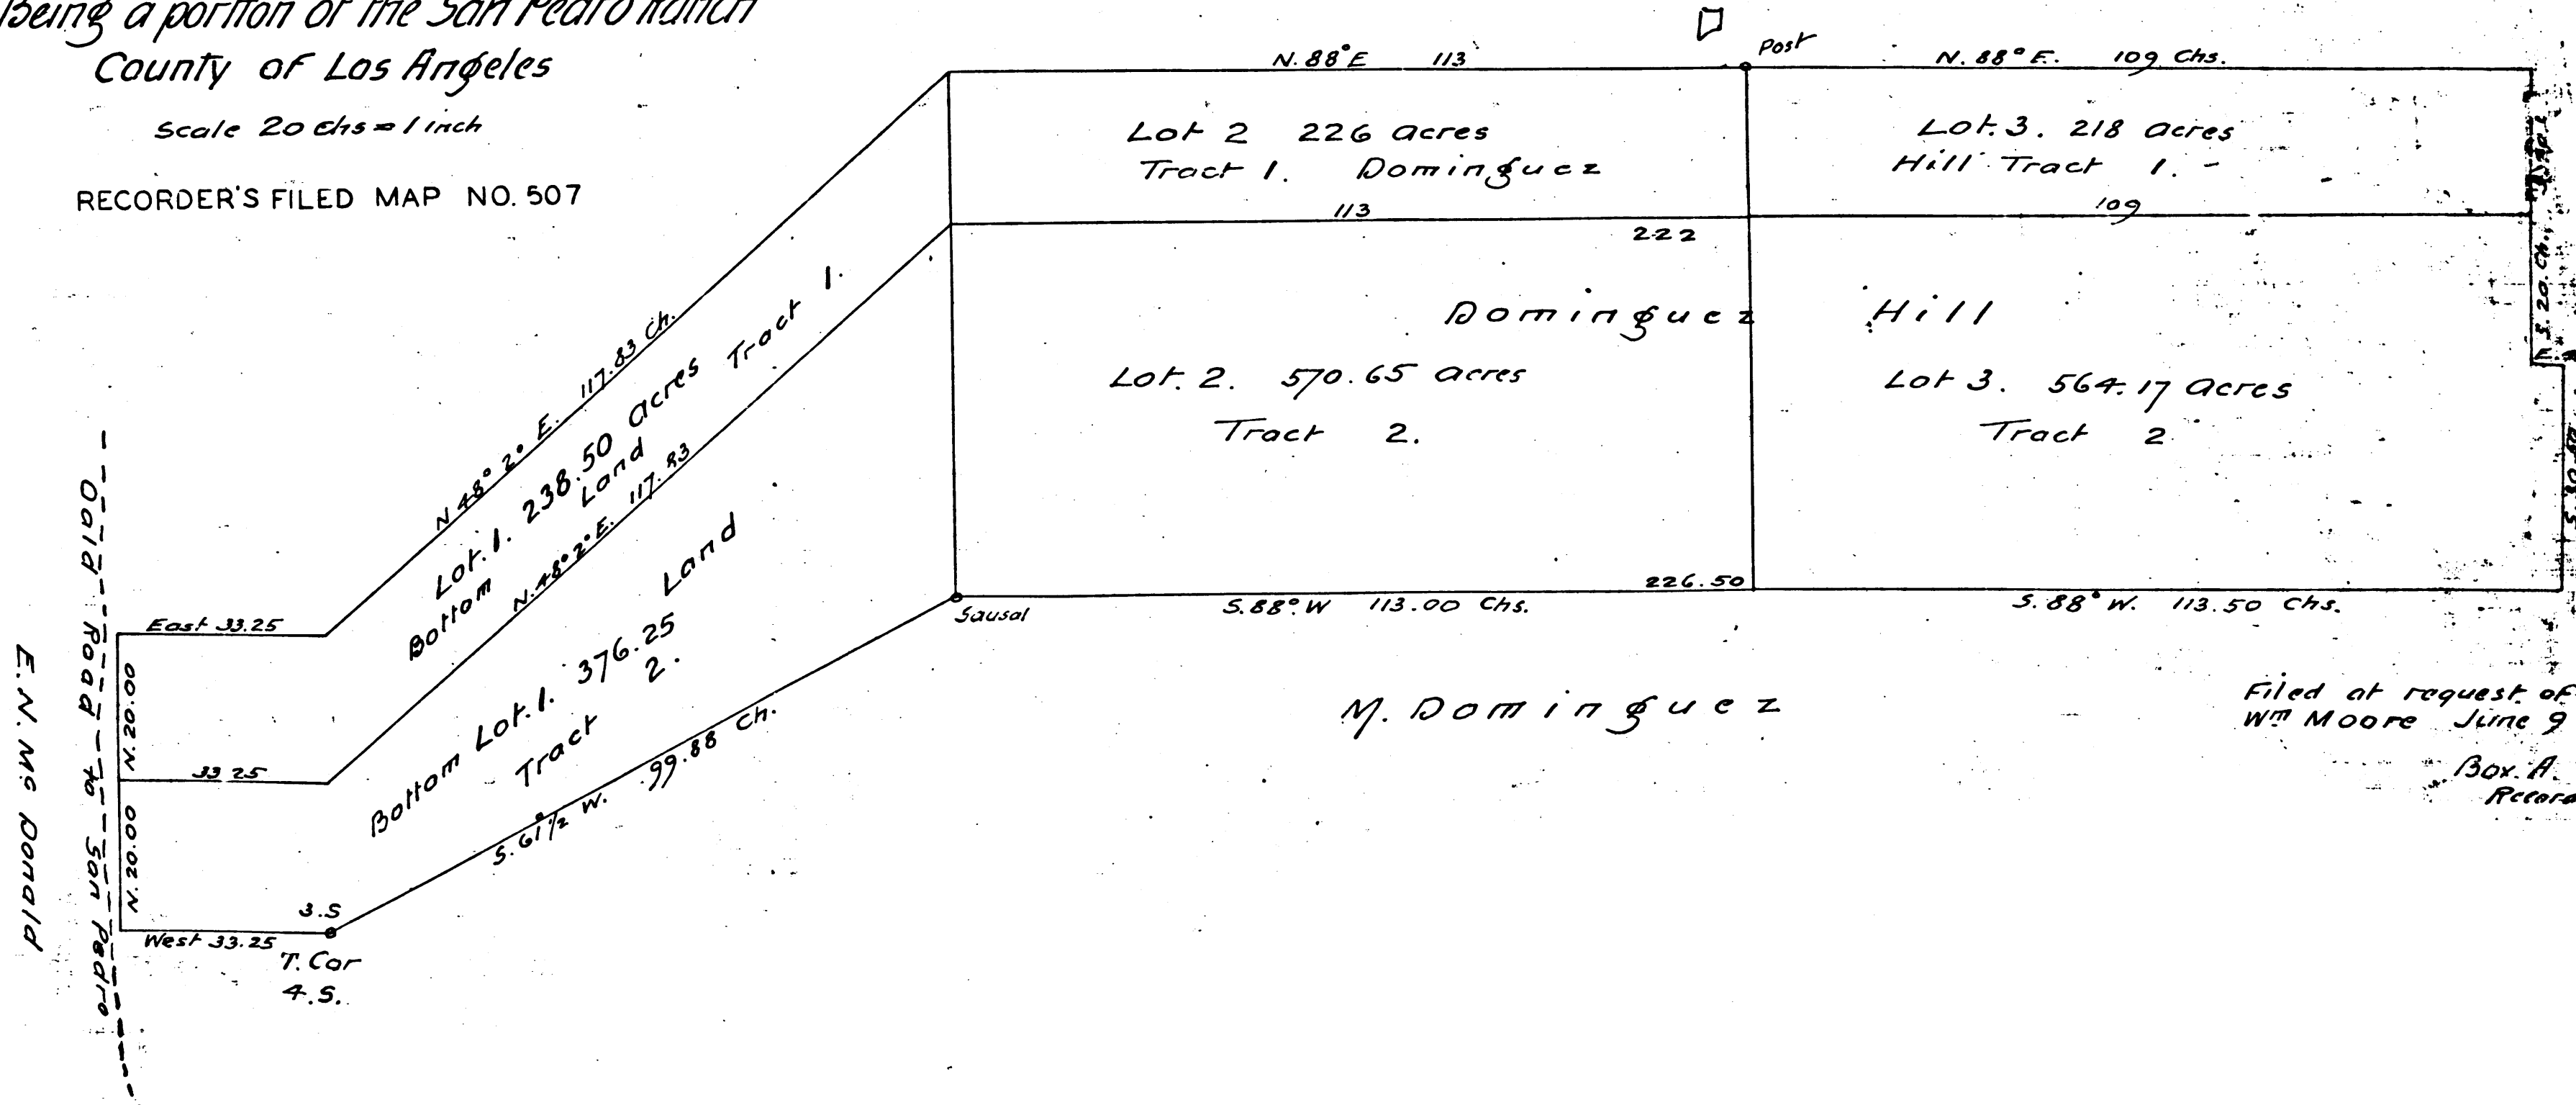 Being a portion of the San Pedro Ranch
County of Los Angeles
Scale 20 chs = 1 inch
RECORDER'S FILED MAP NO. 507
N. 88° E 113
Post
N. 88° E. 109 Chs.
Lot 2 226 acres
Tract 1. Dominguez
Lot. 3. 218 acres
Hill Tract 1. -
113
109
222
Dominguez Hill
Lot. 2. 570.65 acres
Tract 2.
Lot 3. 564.17 acres
Tract 2
S. 20. Ch.
N 48° 2° E. 117.83 Ch.
Lot. 1. 238.50 acres Tract 1.
Bottom Land
N. 48° 2° E. 117.83
Bottom Lot. 1. 376.25 Land
Tract 2.
S. 61 1/2 W. 99.88 Ch.
Sausal
S. 88° W 113.00 Chs.
226.50
S. 88° W. 113.50 Chs.
East 33.25
N. 20.00
33 25
N. 20.00
West 33.25
3.S
T. Cor
4.S.
Oald Road to San Pedro
E. N. Mc Donald
M. Dominguez
Filed at request of
Wm Moore June 9
Box. A.
Record